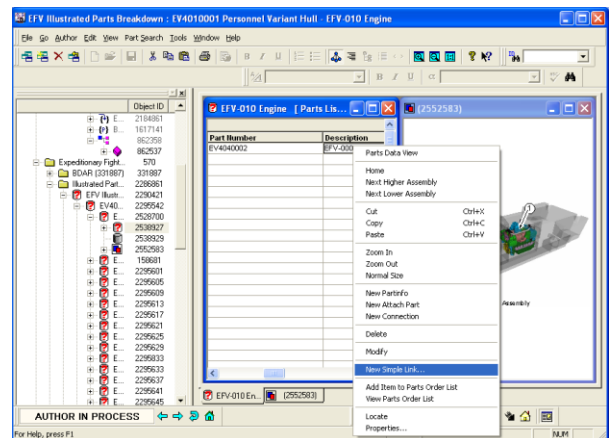 EFV Illustrated Parts Breakdown : EV4010001 Personnel Variant Hull - EFV-010 Engine
File Go Author Edit View Part Search Tools Window Help
Object ID
E... 2184861
B... 1617141
862358
862537
Expeditionary Fight... 570
BDAR (331887) 331887
Illustrated Part... 2286861
EFV Illustr... 2290421
EV40... 2295542
E... 2528700
2538927
2538929
2552583
E... 158681
E... 2295601
E... 2295605
E... 2295609
E... 2295613
E... 2295617
E... 2295621
E... 2295625
E... 2295629
E... 2295833
E... 2295633
E... 2295637
E... 2295641
E... 2295645
EFV-010 Engine [Parts Lis...
Part Number Description
EV4040002 EFV-000
(2552583)
1
Assembly
Parts Data View
Home
Next Higher Assembly
Next Lower Assembly
Cut Ctrl+X
Copy Ctrl+C
Paste Ctrl+V
Zoom In
Zoom Out
Normal Size
New Partinfo
New Attach Part
New Connection
Delete
Modify
New Simple Link...
Add Item to Parts Order List
View Parts Order List
Locate
Properties...
EFV-010 En... (2552583)
AUTHOR IN PROCESS
For Help, press F1 NUM